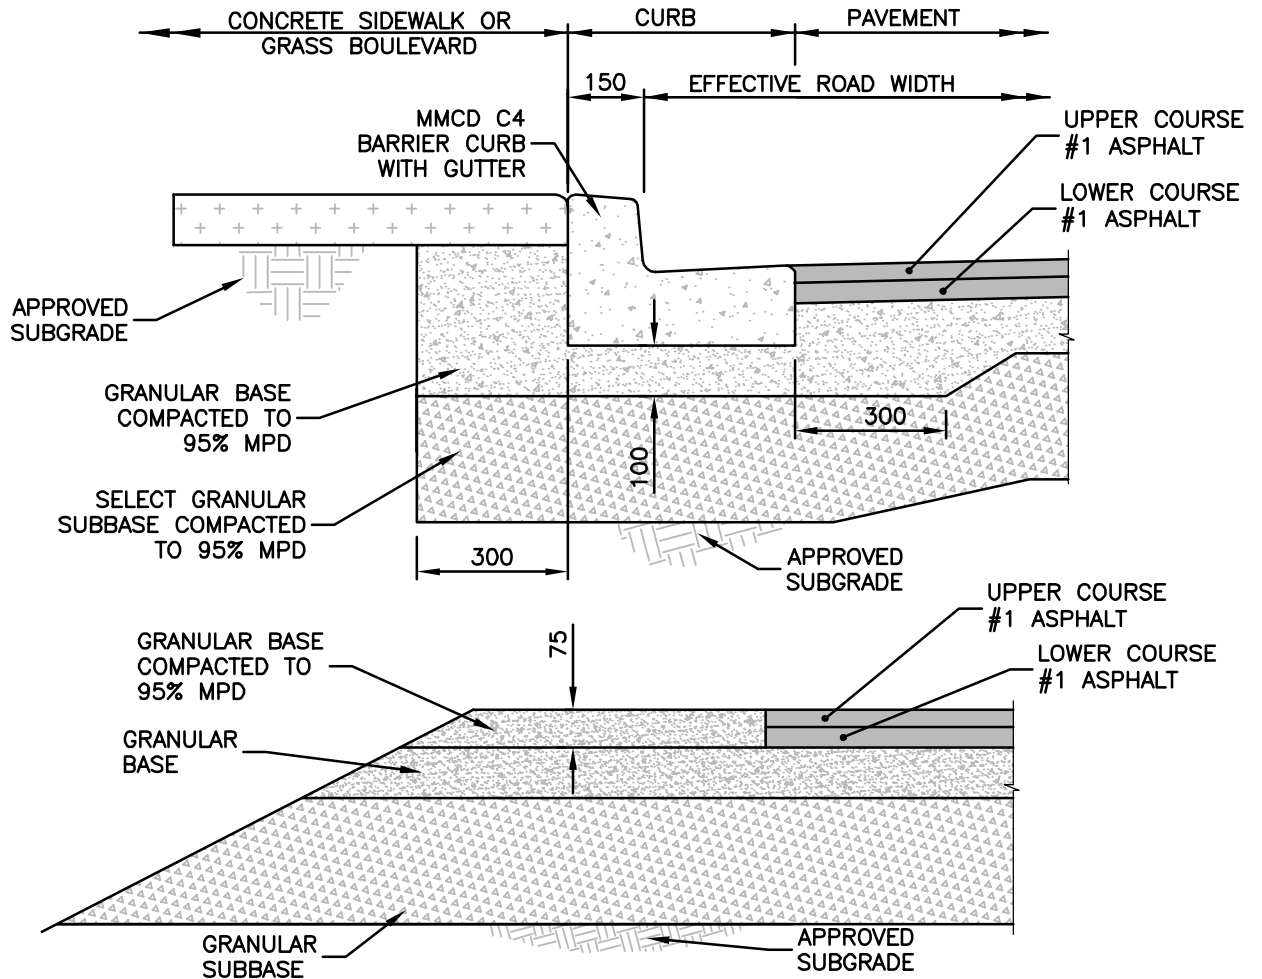 CONCRETE SIDEWALK OR
GRASS BOULEVARD
CURB
PAVEMENT
150
EFFECTIVE ROAD WIDTH
MMCD C4
BARRIER CURB
WITH GUTTER
UPPER COURSE
#1 ASPHALT
LOWER COURSE
#1 ASPHALT
APPROVED
SUBGRADE
GRANULAR BASE
COMPACTED TO
95% MPD
300
100
SELECT GRANULAR
SUBBASE COMPACTED
TO 95% MPD
300
APPROVED
SUBGRADE
UPPER COURSE
#1 ASPHALT
GRANULAR BASE
COMPACTED TO
95% MPD
75
LOWER COURSE
#1 ASPHALT
GRANULAR
BASE
GRANULAR
SUBBASE
APPROVED
SUBGRADE